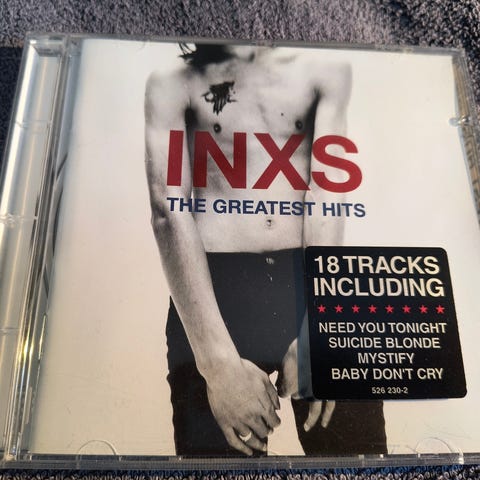 INXS
THE GREATEST HITS
18 TRACKS
INCLUDING
NEED YOU TONIGHT
SUICIDE BLONDE
MYSTIFY
BABY DON'T CRY
526 230-2